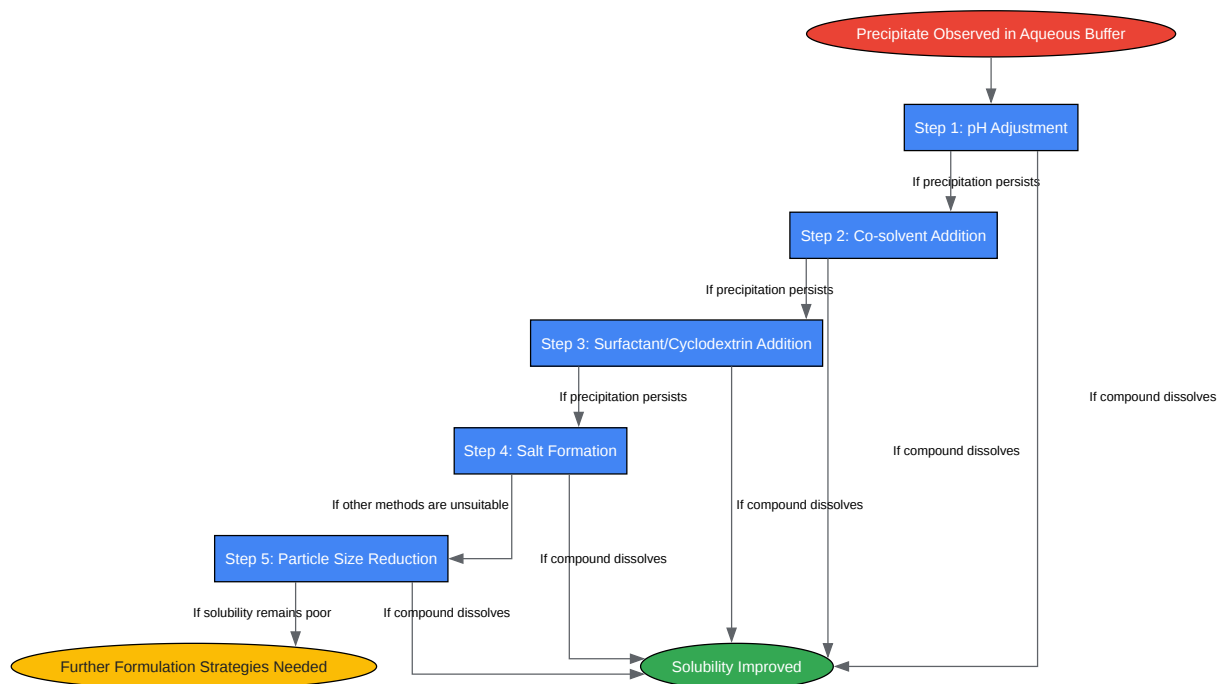 Precipitate Observed in Aqueous Buffer
Step 1: pH Adjustment
If precipitation persists
Step 2: Co-solvent Addition
If precipitation persists
Step 3: Surfactant/Cyclodextrin Addition
If precipitation persists
If compound dissolves
Step 4: Salt Formation
If compound dissolves
If other methods are unsuitable
If compound dissolves
Step 5: Particle Size Reduction
If compound dissolves
If solubility remains poor
If compound dissolves
Further Formulation Strategies Needed
Solubility Improved